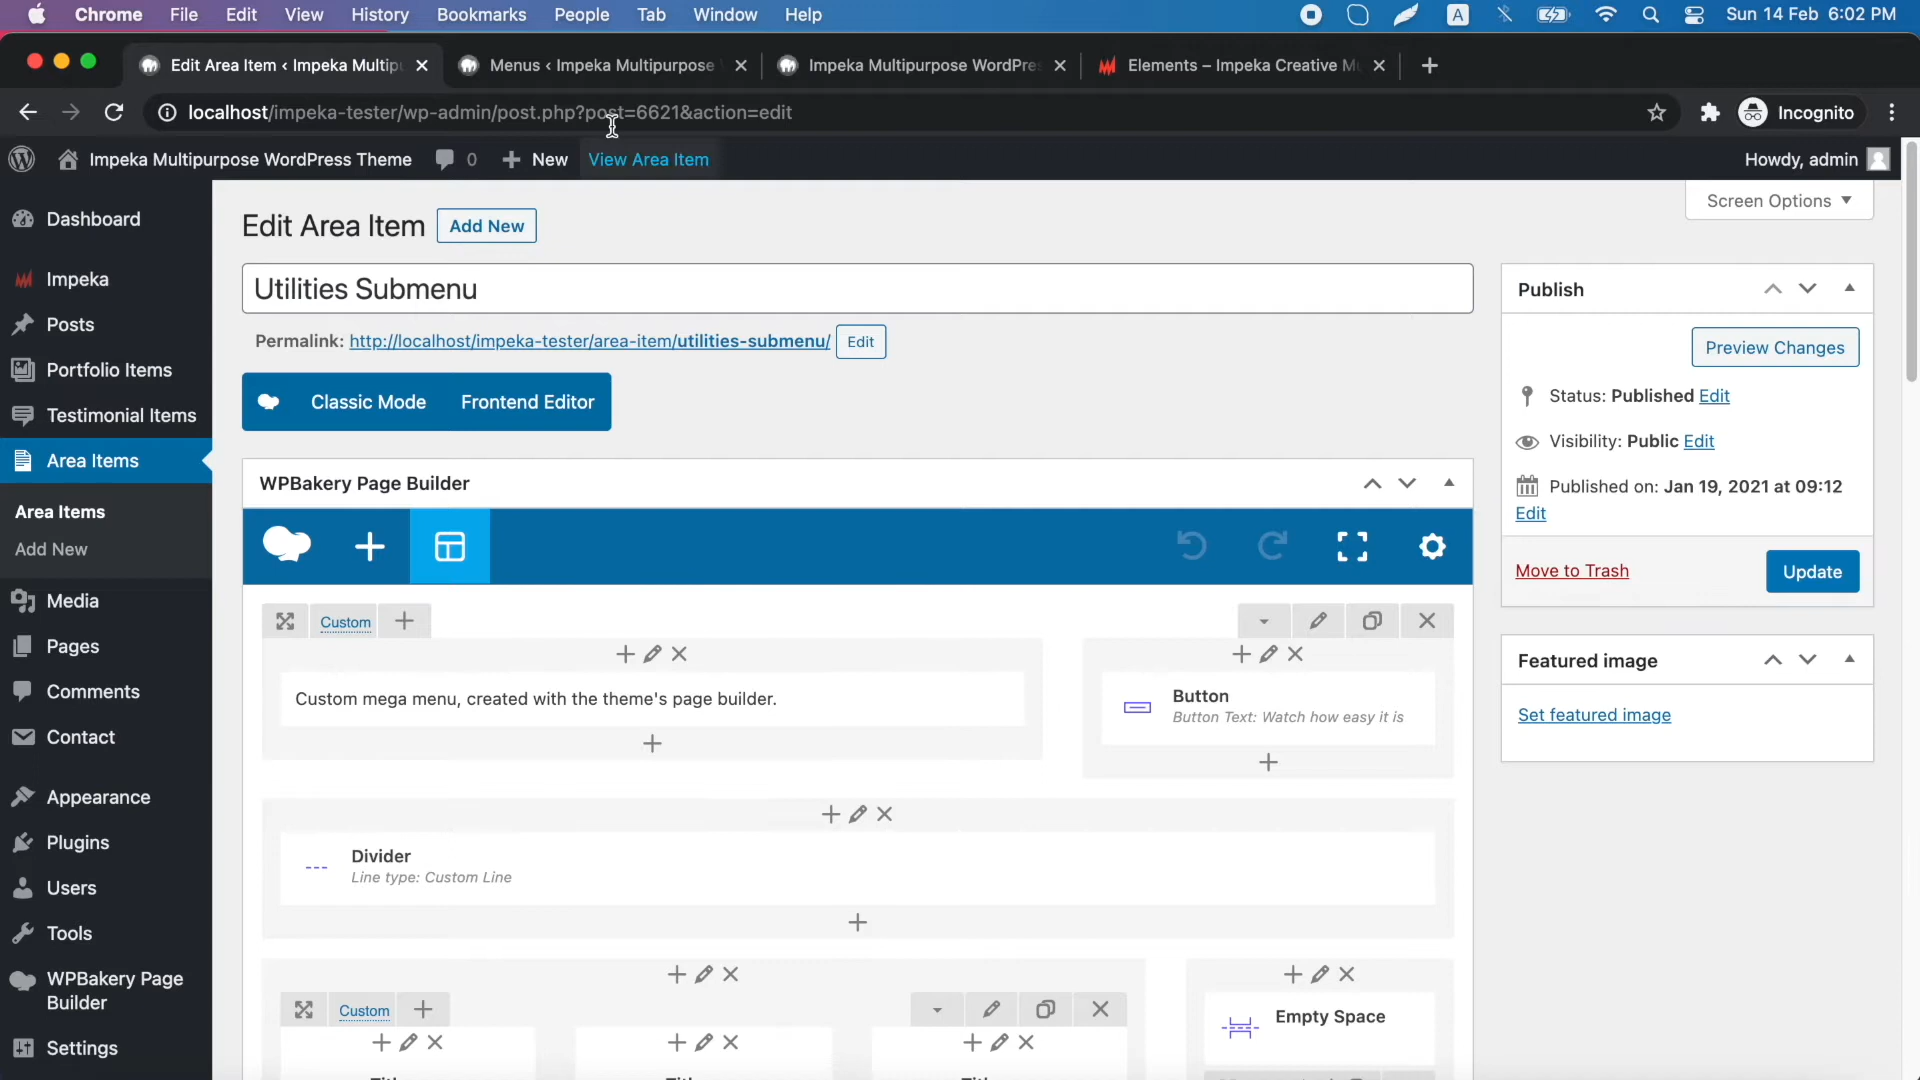 Chrome File Edit View History Bookmarks People Tab Window Help A Sun 14 Feb 6:02 PM
Edit Area Item ‹ Impeka Multip Menus ‹ Impeka Multipurpose Impeka Multipurpose WordPre Elements – Impeka Creative M
localhost/impeka-tester/wp-admin/post.php?post=6621&action=edit Incognito
Impeka Multipurpose WordPress Theme 0 New View Area Item Howdy, admin
Screen Options
Dashboard
Impeka
Posts
Portfolio Items
Testimonial Items
Area Items
Area Items
Add New
Media
Pages
Comments
Contact
Appearance
Plugins
Users
Tools
WPBakery Page
Builder
Settings
Edit Area Item Add New
Utilities Submenu
Permalink: http://localhost/impeka-tester/area-item/utilities-submenu/ Edit
Classic Mode Frontend Editor
WPBakery Page Builder
Custom
Custom mega menu, created with the theme's page builder.
Button
Button Text: Watch how easy it is
Divider
Line type: Custom Line
Custom
Empty Space
Publish
Preview Changes
Status: Published Edit
Visibility: Public Edit
Published on: Jan 19, 2021 at 09:12
Edit
Move to Trash Update
Featured image
Set featured image